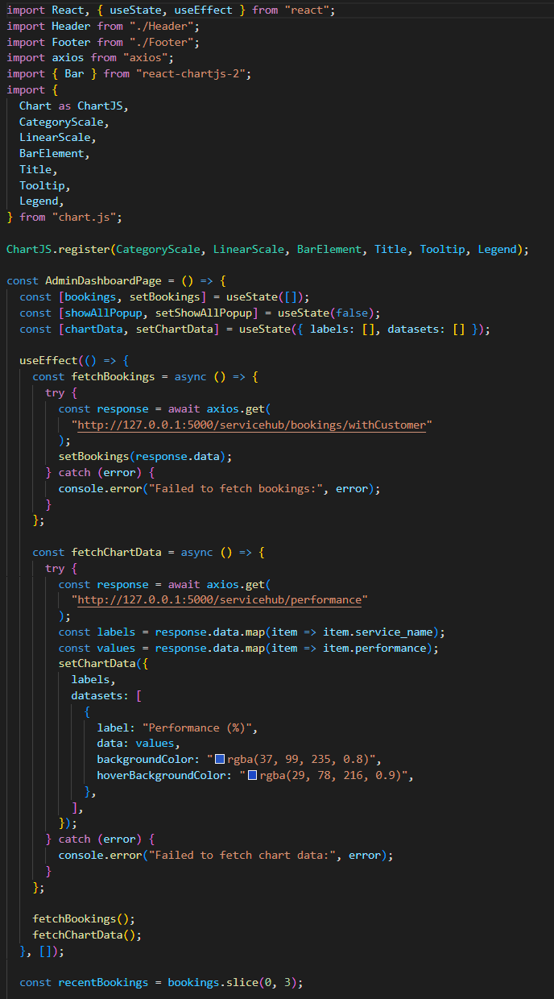 import React, { useState, useEffect } from "react";
import Header from "./Header";
import Footer from "./Footer";
import axios from "axios";
import { Bar } from "react-chartjs-2";
import {
  Chart as ChartJS,
  CategoryScale,
  LinearScale,
  BarElement,
  Title,
  Tooltip,
  Legend,
} from "chart.js";

ChartJS.register(CategoryScale, LinearScale, BarElement, Title, Tooltip, Legend);

const AdminDashboardPage = () => {
  const [bookings, setBookings] = useState([]);
  const [showAllPopup, setShowAllPopup] = useState(false);
  const [chartData, setChartData] = useState({ labels: [], datasets: [] });

  useEffect(() => {
    const fetchBookings = async () => {
      try {
        const response = await axios.get(
          "http://127.0.0.1:5000/servicehub/bookings/withCustomer"
        );
        setBookings(response.data);
      } catch (error) {
        console.error("Failed to fetch bookings:", error);
      }
    };

    const fetchChartData = async () => {
      try {
        const response = await axios.get(
          "http://127.0.0.1:5000/servicehub/performance"
        );
        const labels = response.data.map(item => item.service_name);
        const values = response.data.map(item => item.performance);
        setChartData({
          labels,
          datasets: [
            {
              label: "Performance (%)",
              data: values,
              backgroundColor: "rgba(37, 99, 235, 0.8)",
              hoverBackgroundColor: "rgba(29, 78, 216, 0.9)",
            },
          ],
        });
      } catch (error) {
        console.error("Failed to fetch chart data:", error);
      }
    };

    fetchBookings();
    fetchChartData();
  }, []);

  const recentBookings = bookings.slice(0, 3);